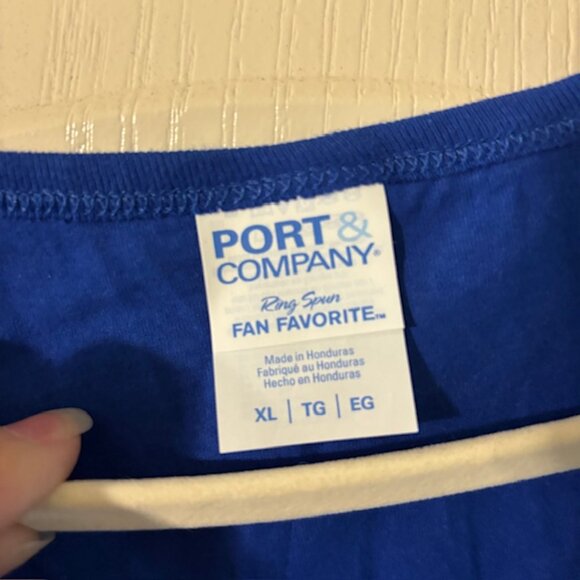 PORT &
COMPANY®
Ring Spun
FAN FAVORITE™
Made in Honduras
Fabriqué au Honduras
Hecho en Honduras
XL | TG | EG